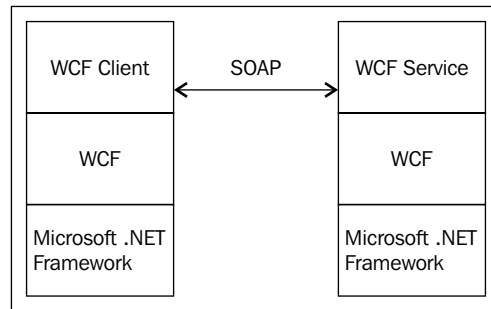 WCF Client
SOAP
WCF Service
WCF
WCF
Microsoft .NET
Framework
Microsoft .NET
Framework